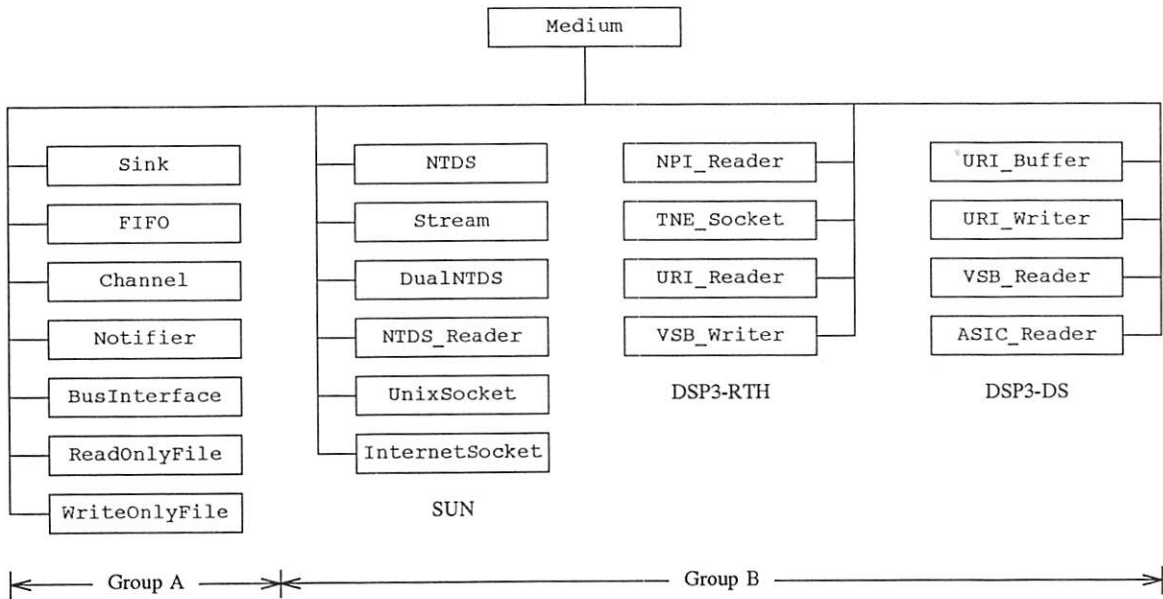 Medium
Sink
FIFO
Channel
Notifier
BusInterface
ReadOnlyFile
WriteOnlyFile
NTDS
Stream
DualNTDS
NTDS_Reader
UnixSocket
InternetSocket
SUN
NPI_Reader
TNE_Socket
URI_Reader
VSB_Writer
DSP3-RTH
URI_Buffer
URI_Writer
VSB_Reader
ASIC_Reader
DSP3-DS
Group A
Group B